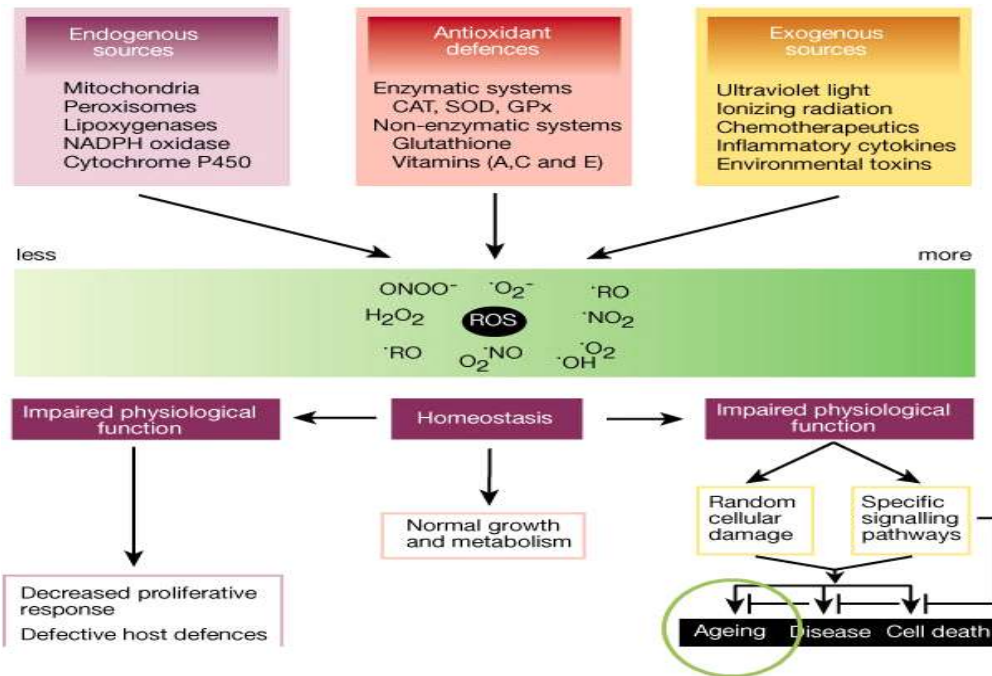 Endogenous
sources
Mitochondria
Peroxisomes
Lipoxygenases
NADPH oxidase
Cytochrome P450
Antioxidant
defences
Enzymatic systems
CAT, SOD, GPx
Non-enzymatic systems
Glutathione
Vitamins (A,C and E)
Exogenous
sources
Ultraviolet light
Ionizing radiation
Chemotherapeutics
Inflammatory cytokines
Environmental toxins
less
more
ONOO⁻ ·O₂⁻ ·RO
H₂O₂ ROS ·NO₂
·RO O₂ ·NO ·OH ·O₂
Impaired physiological
function
Homeostasis
Impaired physiological
function
Normal growth
and metabolism
Random
cellular
damage
Specific
signalling
pathways
Decreased proliferative
response
Defective host defences
Ageing Disease Cell death